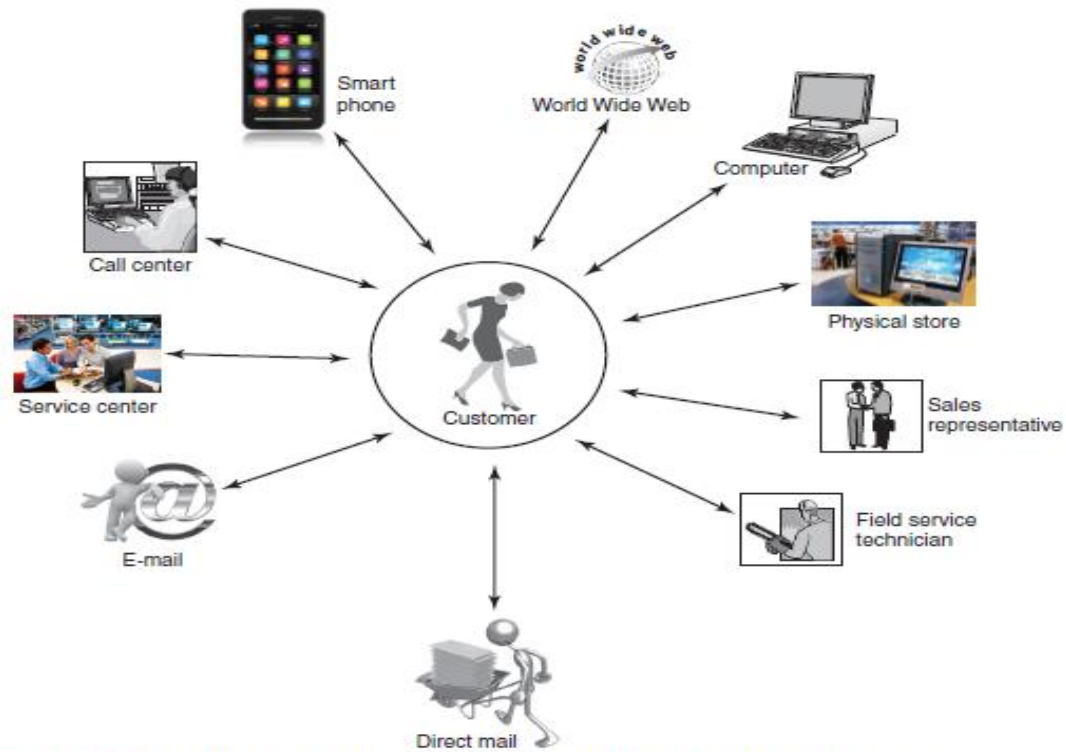 Smart
phone
world wide web
World Wide Web
Computer
Call center
Physical store
Service center
Customer
Sales
representative
@
E-mail
Field service
technician
Direct mail